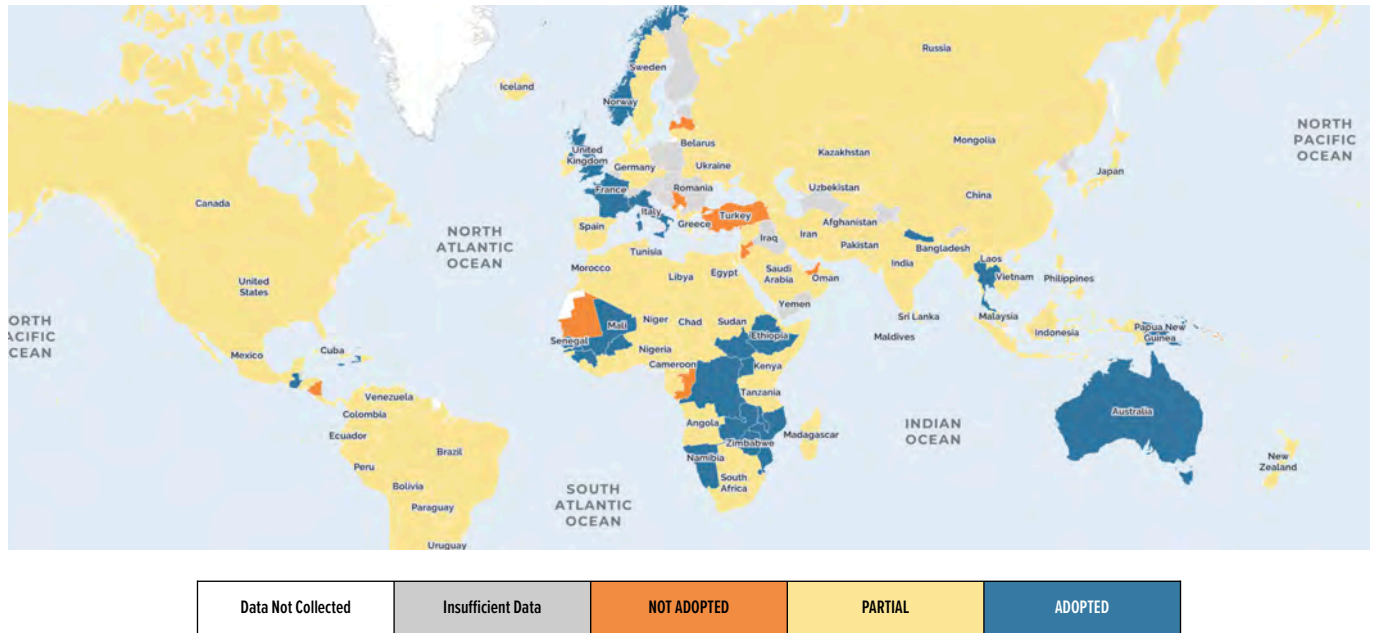 Russia
Sweden
Iceland
Norway
NORTH
PACIFIC
OCEAN
Belarus
Mongolia
United
Kingdom
Kazakhstan
Germany
Ukraine
Japan
France
Romania
Uzbekistan
China
Canada
Italy
Turkey
Spain
Greece
Afghanistan
NORTH
ATLANTIC
OCEAN
Iraq
Iran
Pakistan
Bangladesh
Tunisia
India
Laos
Morocco
Libya
Egypt
Saudi
Arabia
Oman
Vietnam
Philippines
United
States
Yemen
ORTH
ACIFIC
CEAN
Mali
Niger
Chad
Sudan
Sri Lanka
Malaysia
Senegal
Ethiopia
Maldives
Indonesia
Papua New
Guinea
Mexico
Cuba
Nigeria
Cameroon
Kenya
Venezuela
Tanzania
Colombia
Angola
INDIAN
OCEAN
Australia
Ecuador
Zimbabwe
Madagascar
Brazil
Namibia
New
Zealand
Peru
South
Africa
Bolivia
SOUTH
ATLANTIC
OCEAN
Paraguay
Uruguay
Data Not Collected
Insufficient Data
NOT ADOPTED
PARTIAL
ADOPTED